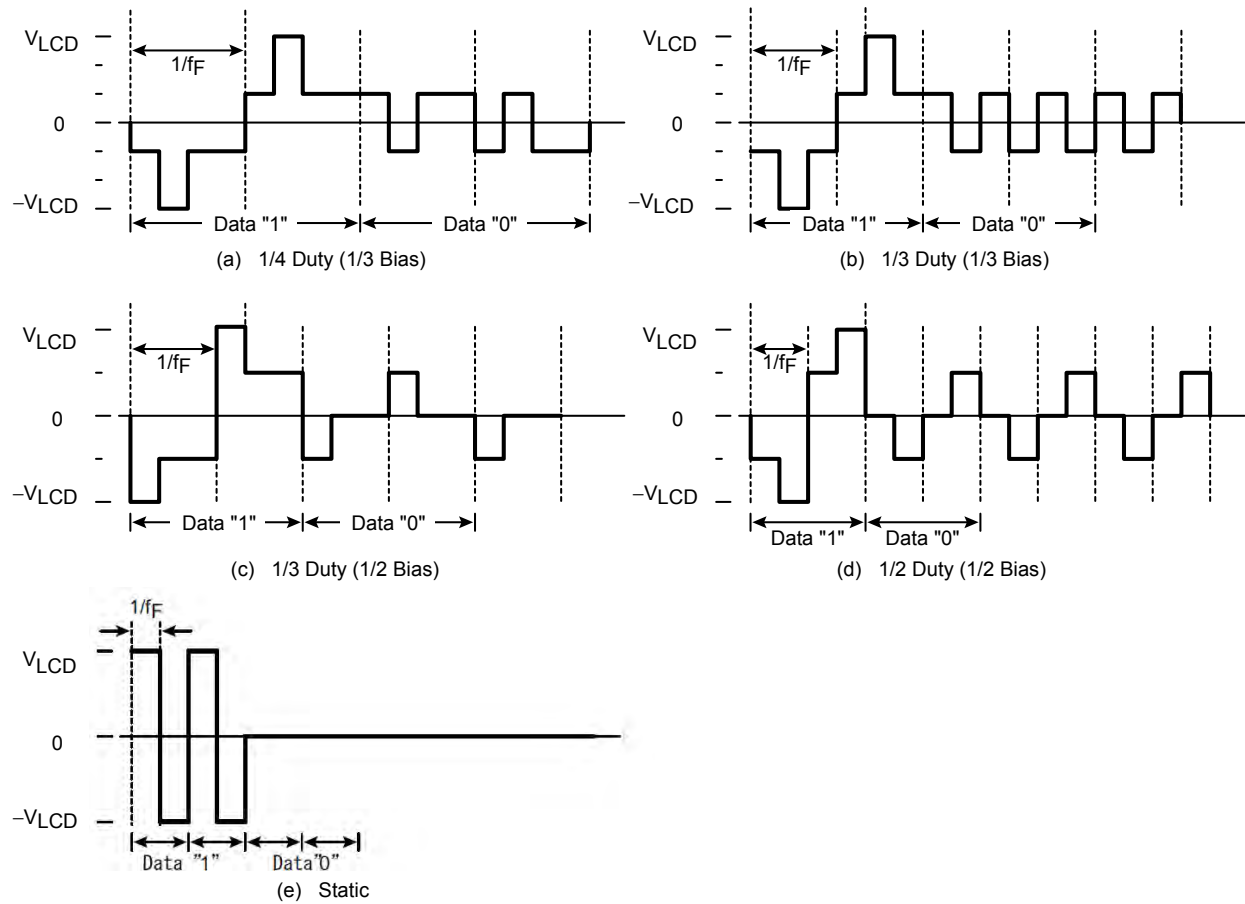 VLCD
1/fF
0
–VLCD
Data "1"
Data "0"
(a) 1/4 Duty (1/3 Bias)
VLCD
1/fF
0
–VLCD
Data "1"
Data "0"
(b) 1/3 Duty (1/3 Bias)
VLCD
1/fF
0
–VLCD
Data "1"
Data "0"
(c) 1/3 Duty (1/2 Bias)
VLCD
1/fF
0
–VLCD
Data "1"
Data "0"
(d) 1/2 Duty (1/2 Bias)
1/fF
VLCD
0
–VLCD
Data "1"
Data"0"
(e) Static